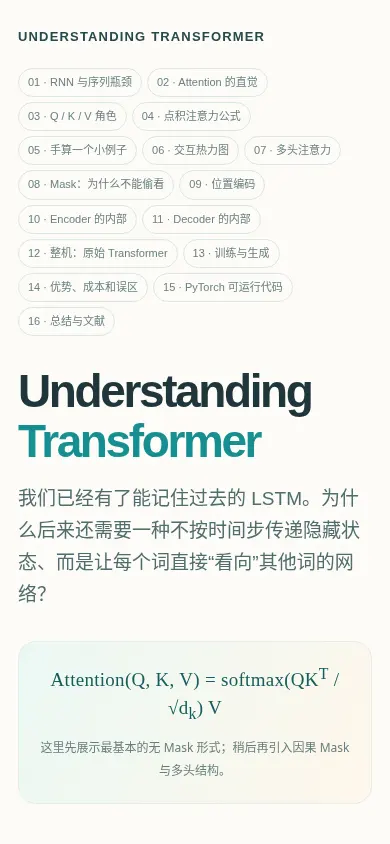 UNDERSTANDING TRANSFORMER
01 · RNN 与序列瓶颈
02 · Attention 的直觉
03 · Q / K / V 角色
04 · 点积注意力公式
05 · 手算一个小例子
06 · 交互热力图
07 · 多头注意力
08 · Mask：为什么不能偷看
09 · 位置编码
10 · Encoder 的内部
11 · Decoder 的内部
12 · 整机：原始 Transformer
13 · 训练与生成
14 · 优势、成本和误区
15 · PyTorch 可运行代码
16 · 总结与文献
Understanding
Transformer
我们已经有了能记住过去的 LSTM。为什
么后来还需要一种不按时间步传递隐藏状
态、而是让每个词直接“看向”其他词的网
络？
Attention(Q, K, V) = softmax(QK^T /
√d_k) V
这里先展示最基本的无 Mask 形式；稍后再引入因果 Mask
与多头结构。